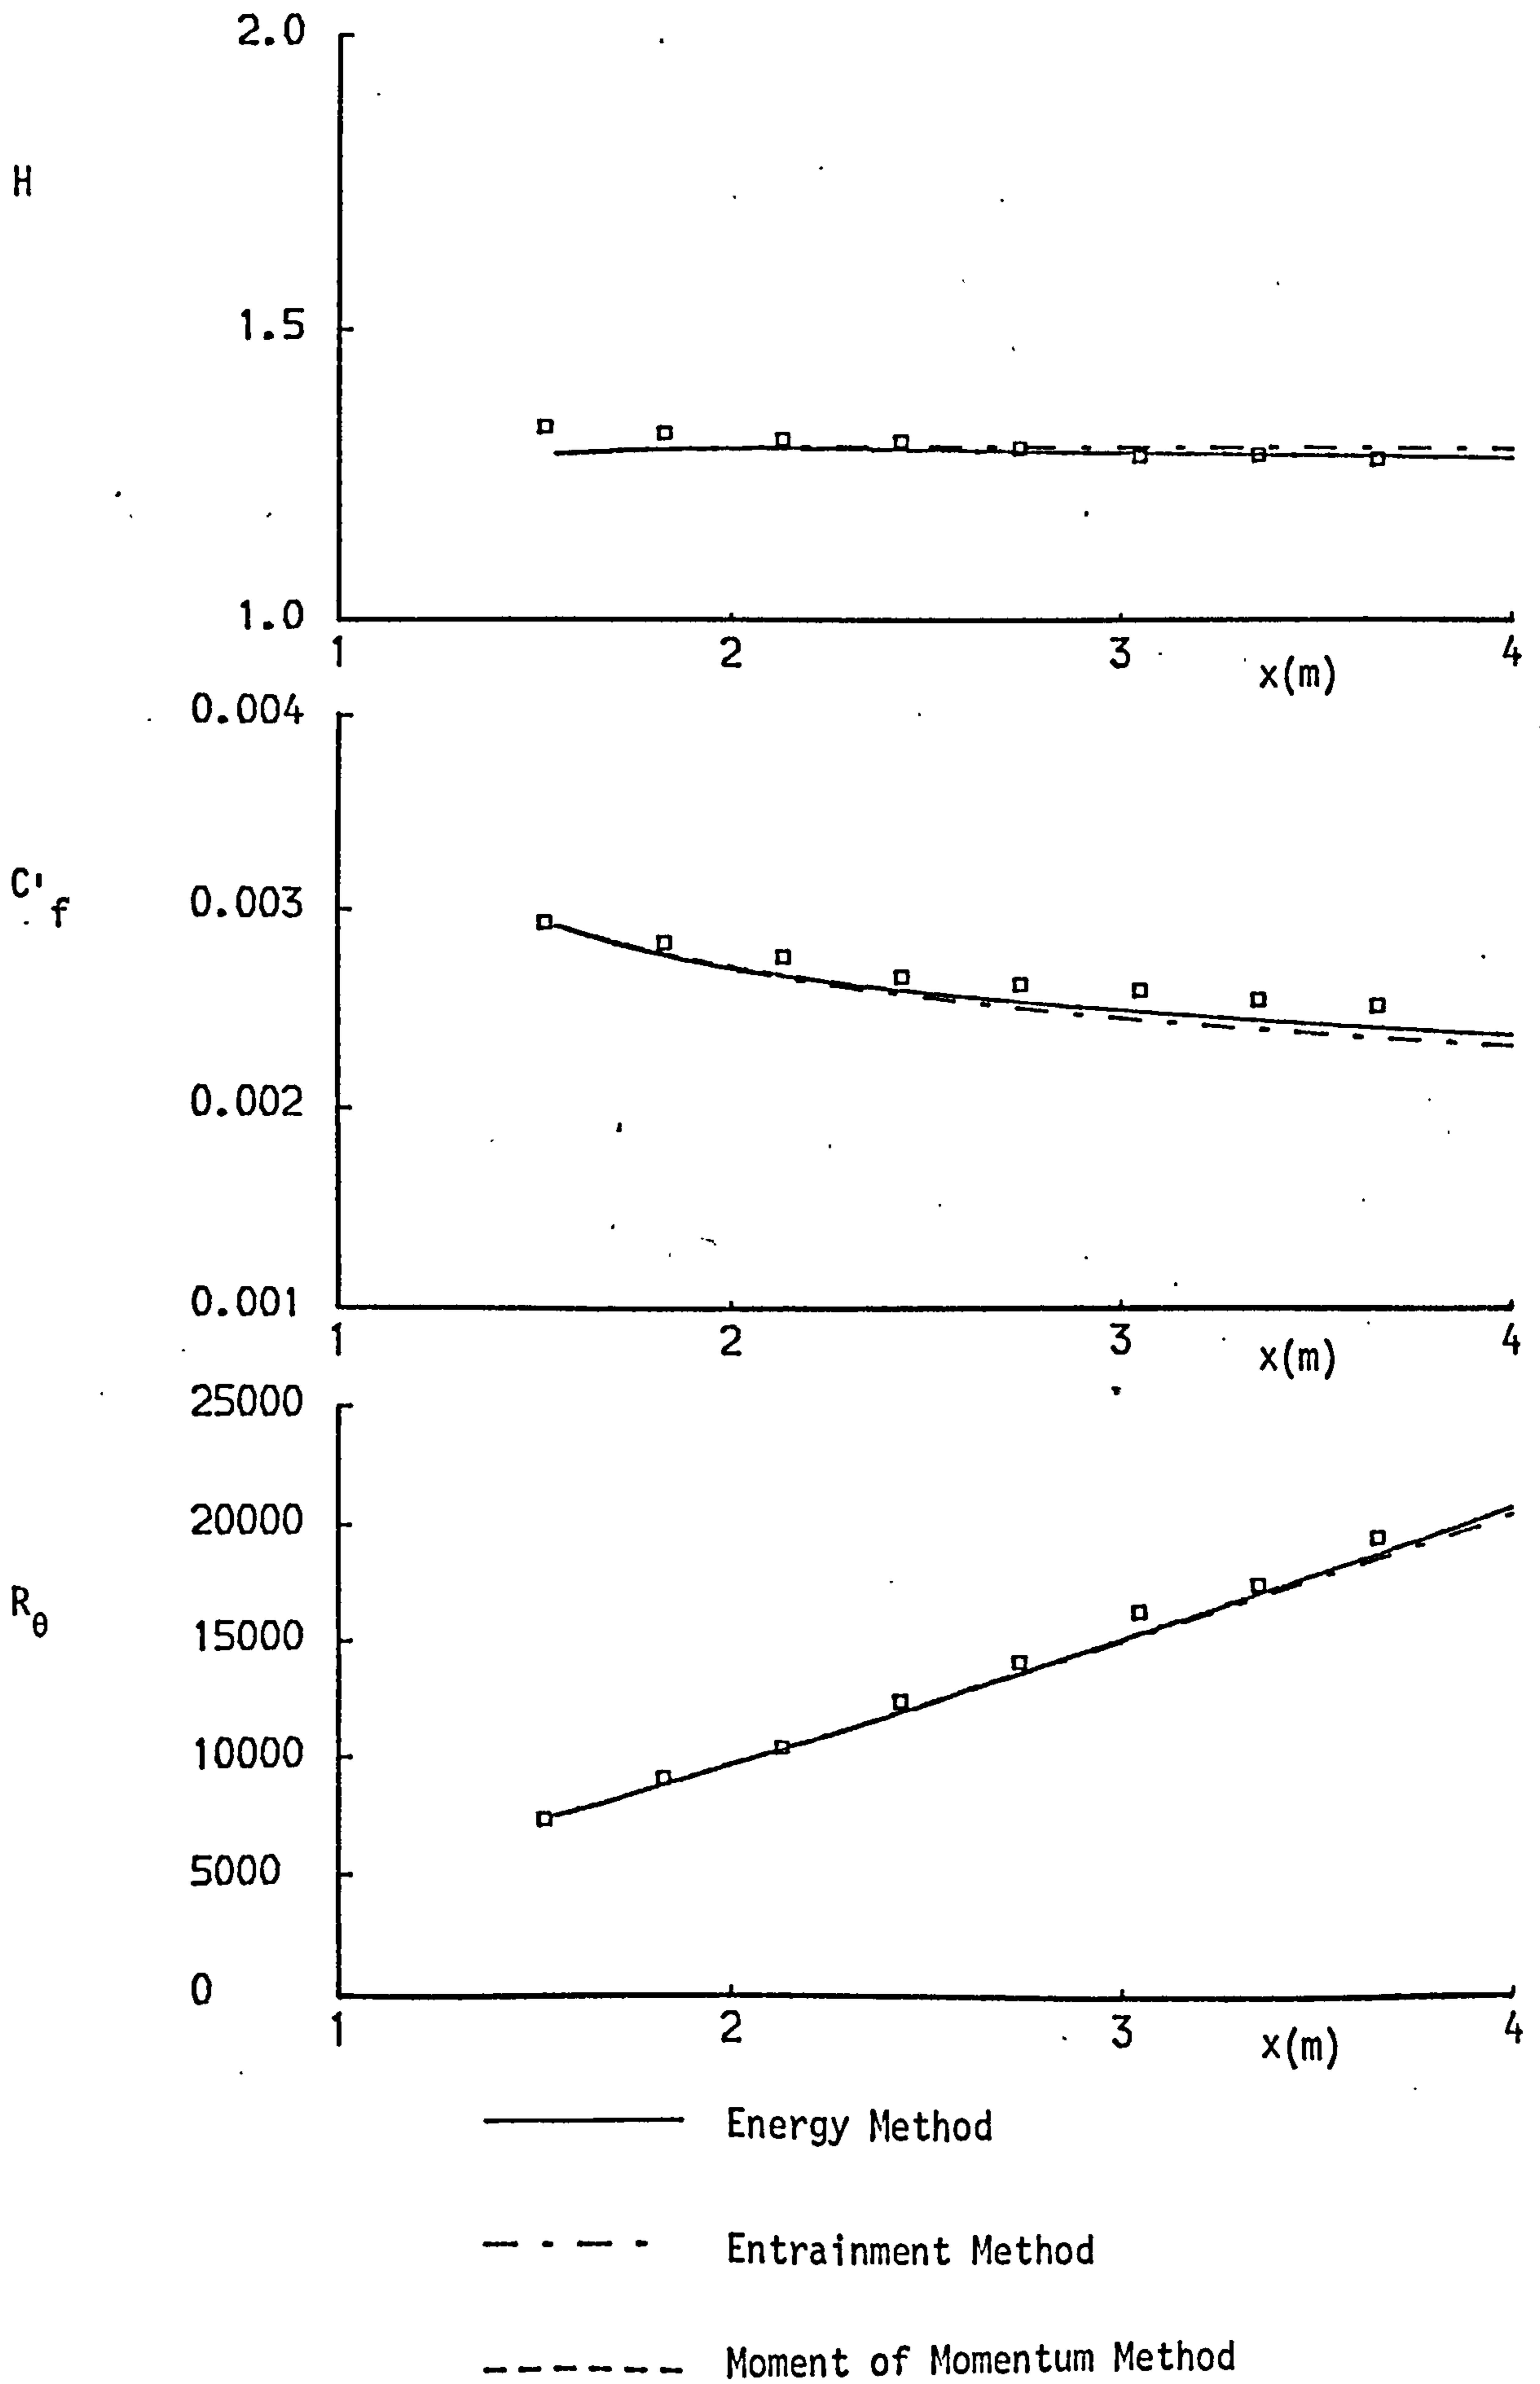 2.0
H
1.5
1.0
1 2 3 4
x(m)
0.004
C'f
0.003
0.002
0.001
1 2 3 4
x(m)
25000
20000
Rθ
15000
10000
5000
0
1 2 3 4
x(m)
Energy Method
Entrainment Method
Moment of Momentum Method